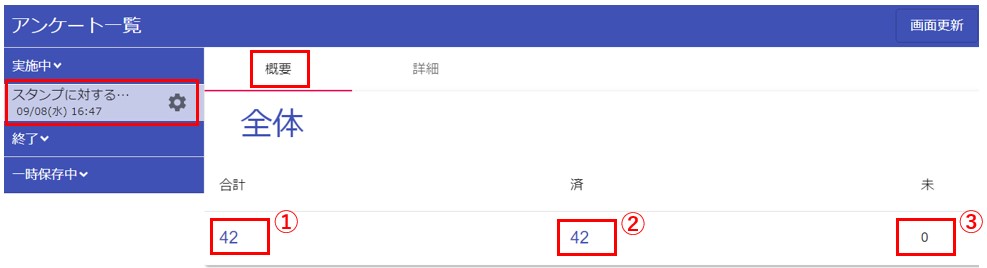 アンケート一覧
画面更新
実施中
スタンプに対する…
09/08(水) 16:47
終了
一時保存中
概要
詳細
全体
合計
済
未
42
①
42
②
0
③